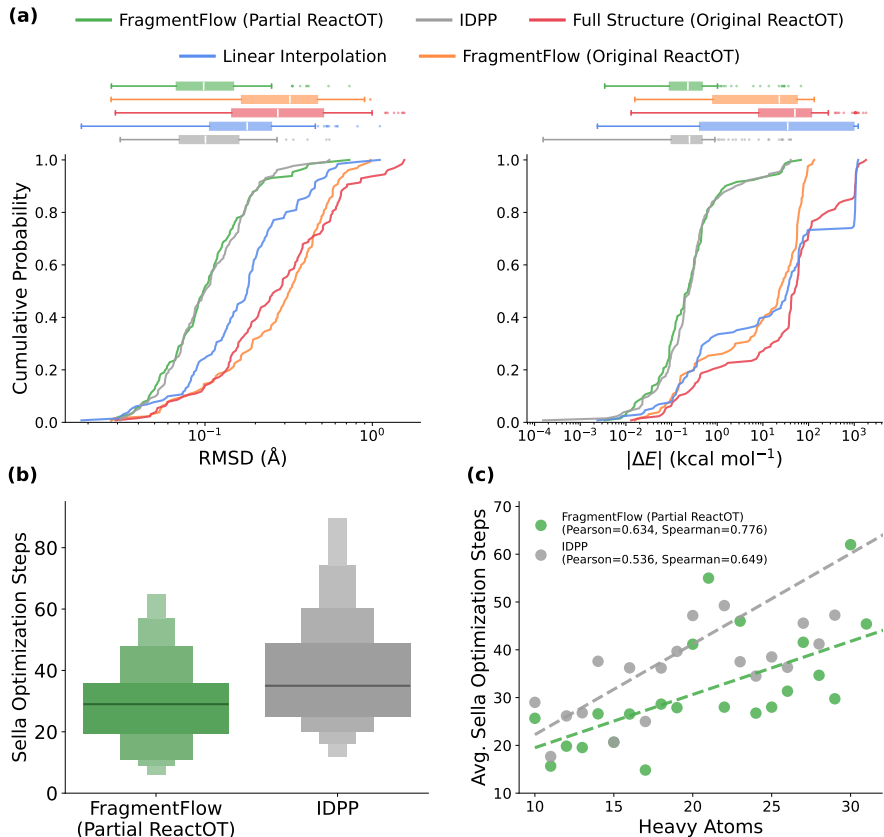 (a)
FragmentFlow (Partial ReactOT)
IDPP
Full Structure (Original ReactOT)
Linear Interpolation
FragmentFlow (Original ReactOT)
Cumulative Probability
1.0
0.8
0.6
0.4
0.2
0.0
10⁻¹
10⁰
RMSD (Å)
1.0
0.8
0.6
0.4
0.2
0.0
10⁻⁴
10⁻³
10⁻²
10⁻¹
10⁰
10¹
10²
10³
|ΔE| (kcal mol⁻¹)
(b)
Sella Optimization Steps
80
60
40
20
0
FragmentFlow
(Partial ReactOT)
IDPP
(c)
Avg. Sella Optimization Steps
70
60
50
40
30
20
10
FragmentFlow (Partial ReactOT)
(Pearson=0.634, Spearman=0.776)
IDPP
(Pearson=0.536, Spearman=0.649)
10
15
20
25
30
Heavy Atoms